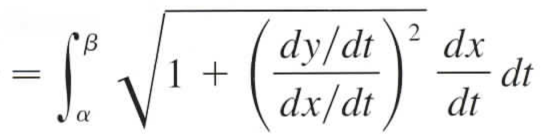 = ∫_α^β √(1 + ((dy/dt)/(dx/dt))^2) dx/dt dt